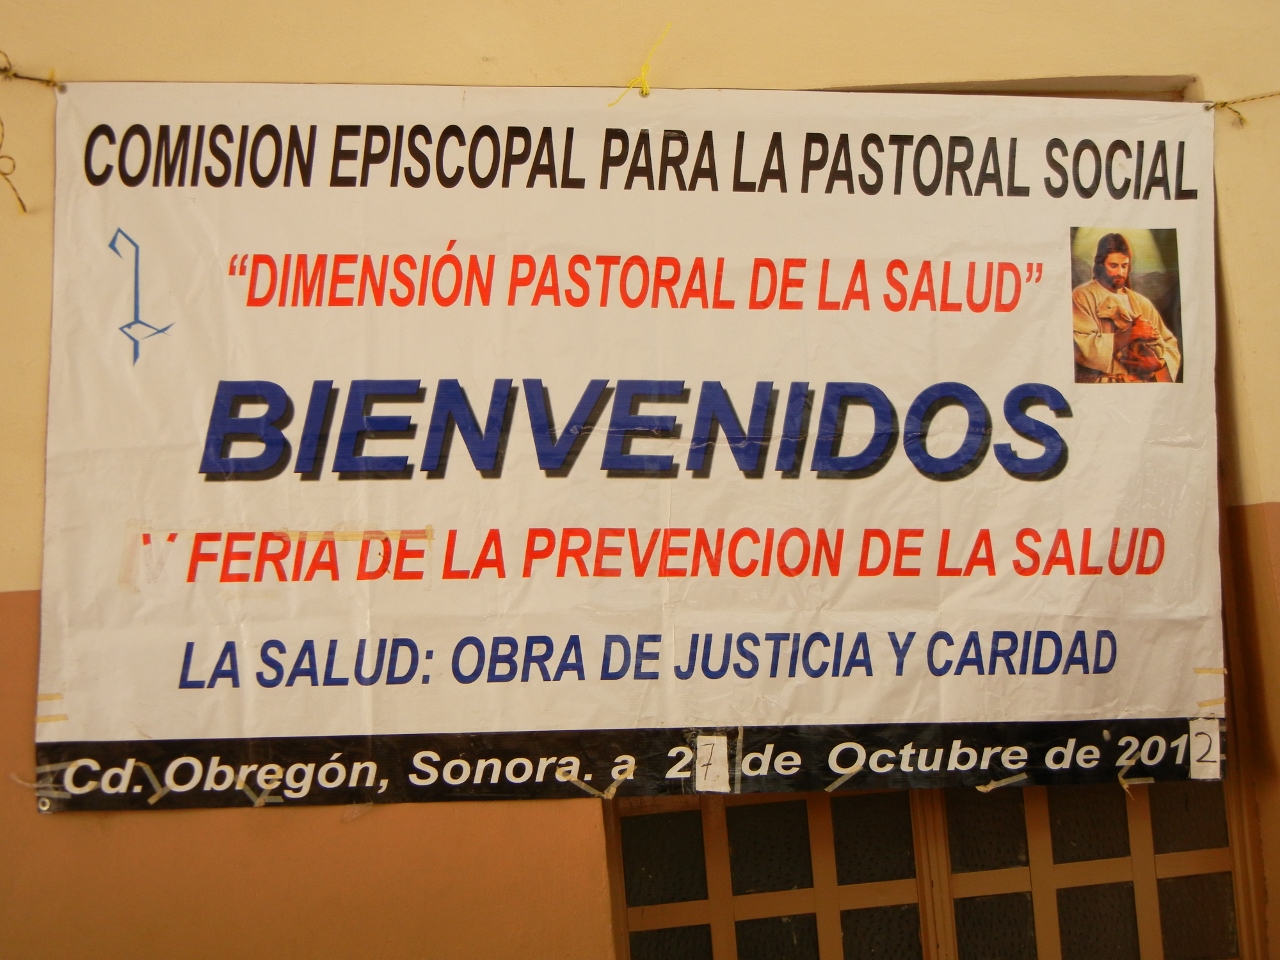 COMISION EPISCOPAL PARA LA PASTORAL SOCIAL
“DIMENSIÓN PASTORAL DE LA SALUD”
BIENVENIDOS
V FERIA DE LA PREVENCION DE LA SALUD
LA SALUD: OBRA DE JUSTICIA Y CARIDAD
Cd. Obregón, Sonora. a 27 de Octubre de 2012